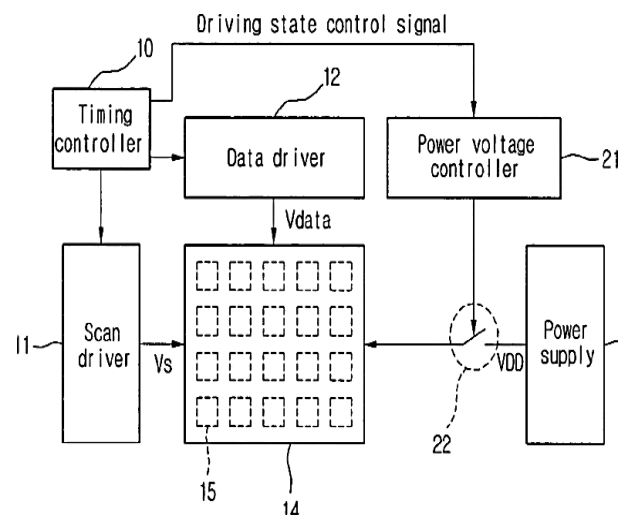 Driving state control signal
10
12
Timing
controller
Data driver
Power voltage
controller
21
Vdata
11
Scan
driver
Vs
VDD
Power
supply
22
15
14